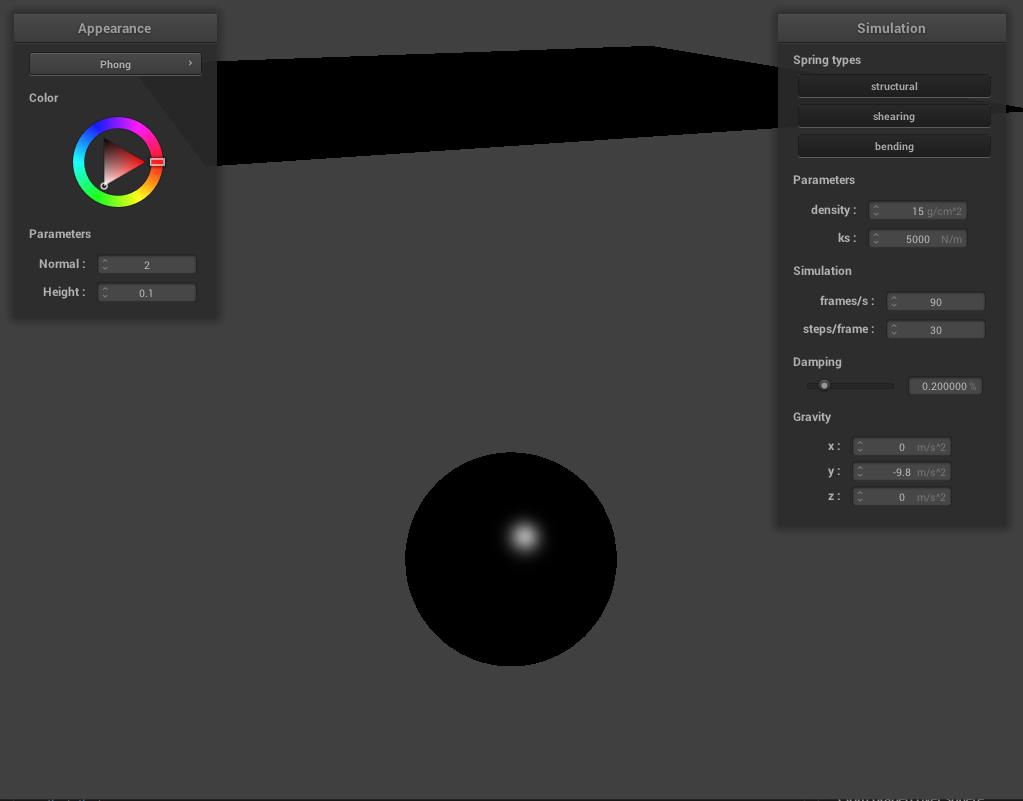 Appearance
Phong
Color
Parameters
Normal : 2
Height : 0.1
Simulation
Spring types
structural
shearing
bending
Parameters
density : 15 g/cm^2
ks : 5000 N/m
Simulation
frames/s : 90
steps/frame : 30
Damping
0.200000 %
Gravity
x : 0 m/s^2
y : -9.8 m/s^2
z : 0 m/s^2